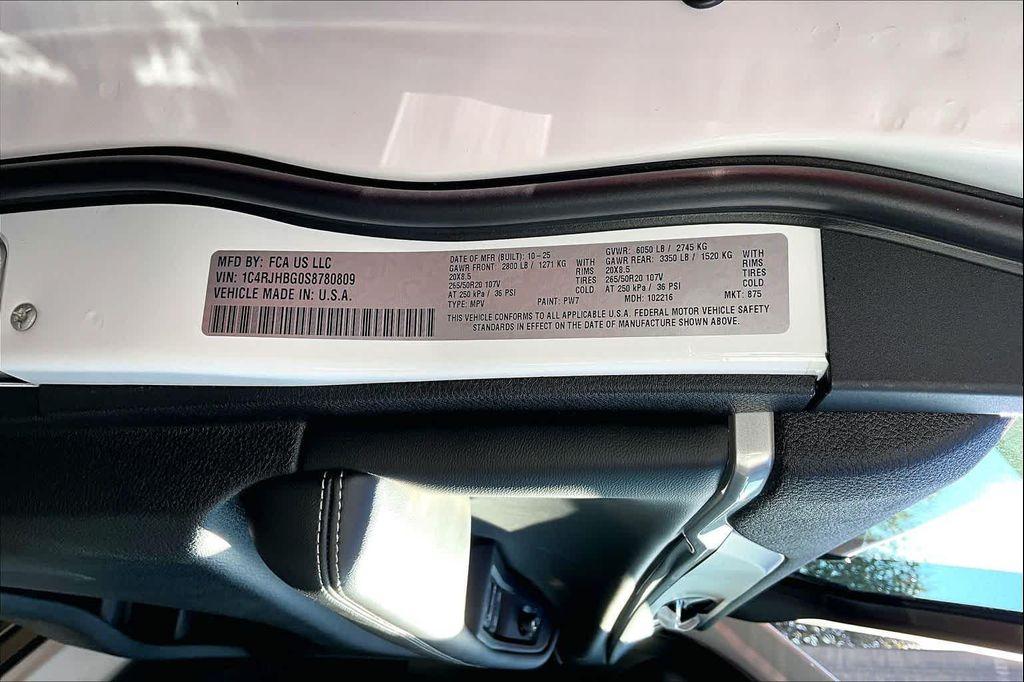 MFD BY: FCA US LLC
VIN: 1C4RJHBG0S8780809
VEHICLE MADE IN: U.S.A.
DATE OF MFR (BUILT): 10-25
GAWR FRONT: 2800 LB / 1271 KG WITH
20X8.5 RIMS
265/50R20 107V TIRES
AT 250 kPa / 36 PSI COLD
TYPE: MPV PAINT: PW7
GVWR: 6050 LB / 2745 KG
GAWR REAR: 3350 LB / 1520 KG WITH
20X8.5 RIMS
265/50R20 107V TIRES
AT 250 kPa / 36 PSI COLD
MDH: 102216 MKT: 875
THIS VEHICLE CONFORMS TO ALL APPLICABLE U.S.A. FEDERAL MOTOR VEHICLE SAFETY
STANDARDS IN EFFECT ON THE DATE OF MANUFACTURE SHOWN ABOVE.